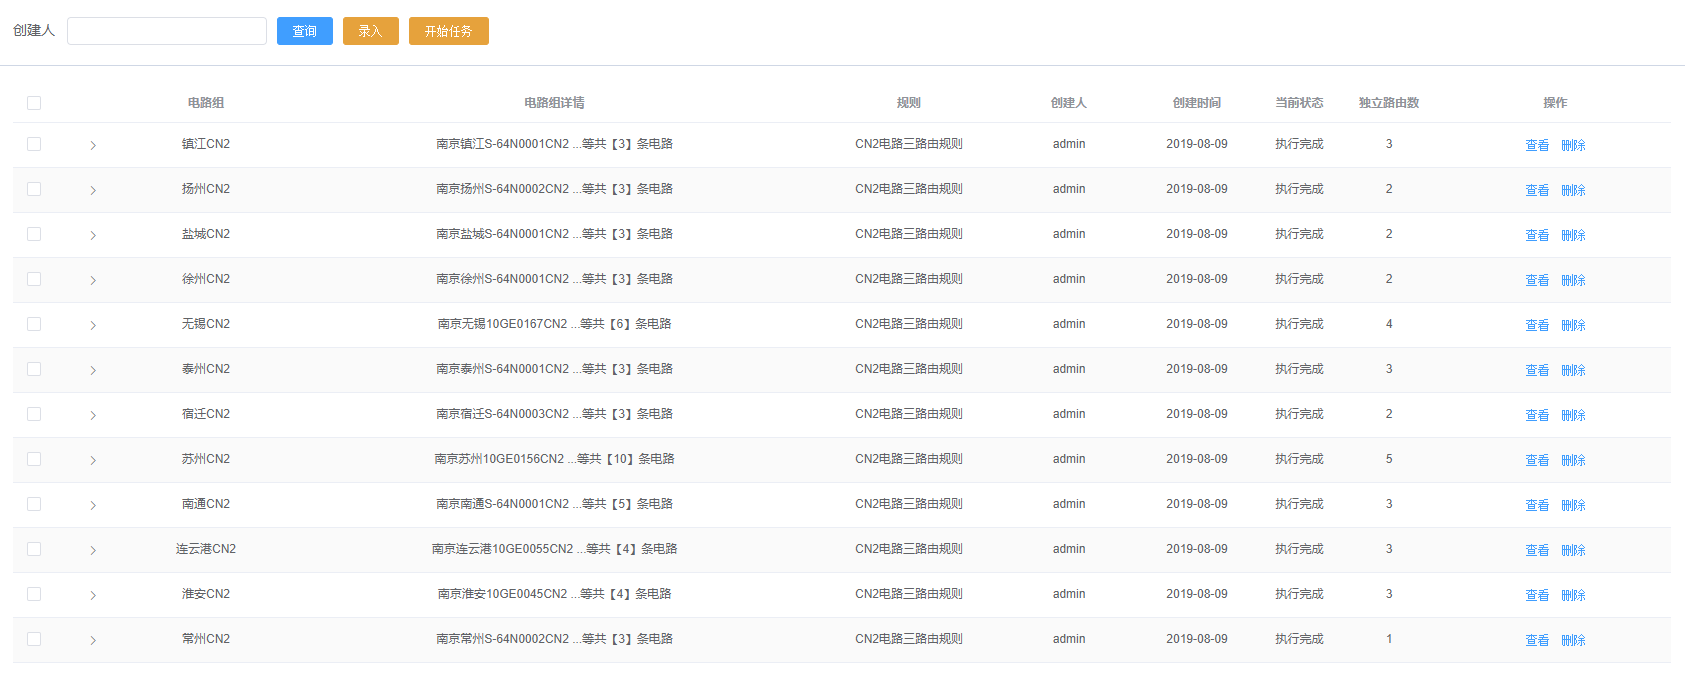 创建人 查询 录入 开始任务
电路组 电路组详情 规则 创建人 创建时间 当前状态 独立路由数 操作
镇江CN2 南京镇江S-64N0001CN2 ...等共【3】条电路 CN2电路三路由规则 admin 2019-08-09 执行完成 3 查看 删除
扬州CN2 南京扬州S-64N0002CN2 ...等共【3】条电路 CN2电路三路由规则 admin 2019-08-09 执行完成 2 查看 删除
盐城CN2 南京盐城S-64N0001CN2 ...等共【3】条电路 CN2电路三路由规则 admin 2019-08-09 执行完成 2 查看 删除
徐州CN2 南京徐州S-64N0001CN2 ...等共【3】条电路 CN2电路三路由规则 admin 2019-08-09 执行完成 2 查看 删除
无锡CN2 南京无锡10GE0167CN2 ...等共【6】条电路 CN2电路三路由规则 admin 2019-08-09 执行完成 4 查看 删除
泰州CN2 南京泰州S-64N0001CN2 ...等共【3】条电路 CN2电路三路由规则 admin 2019-08-09 执行完成 3 查看 删除
宿迁CN2 南京宿迁S-64N0003CN2 ...等共【3】条电路 CN2电路三路由规则 admin 2019-08-09 执行完成 2 查看 删除
苏州CN2 南京苏州10GE0156CN2 ...等共【10】条电路 CN2电路三路由规则 admin 2019-08-09 执行完成 5 查看 删除
南通CN2 南京南通S-64N0001CN2 ...等共【5】条电路 CN2电路三路由规则 admin 2019-08-09 执行完成 3 查看 删除
连云港CN2 南京连云港10GE0055CN2 ...等共【4】条电路 CN2电路三路由规则 admin 2019-08-09 执行完成 3 查看 删除
淮安CN2 南京淮安10GE0045CN2 ...等共【4】条电路 CN2电路三路由规则 admin 2019-08-09 执行完成 3 查看 删除
常州CN2 南京常州S-64N0002CN2 ...等共【3】条电路 CN2电路三路由规则 admin 2019-08-09 执行完成 1 查看 删除